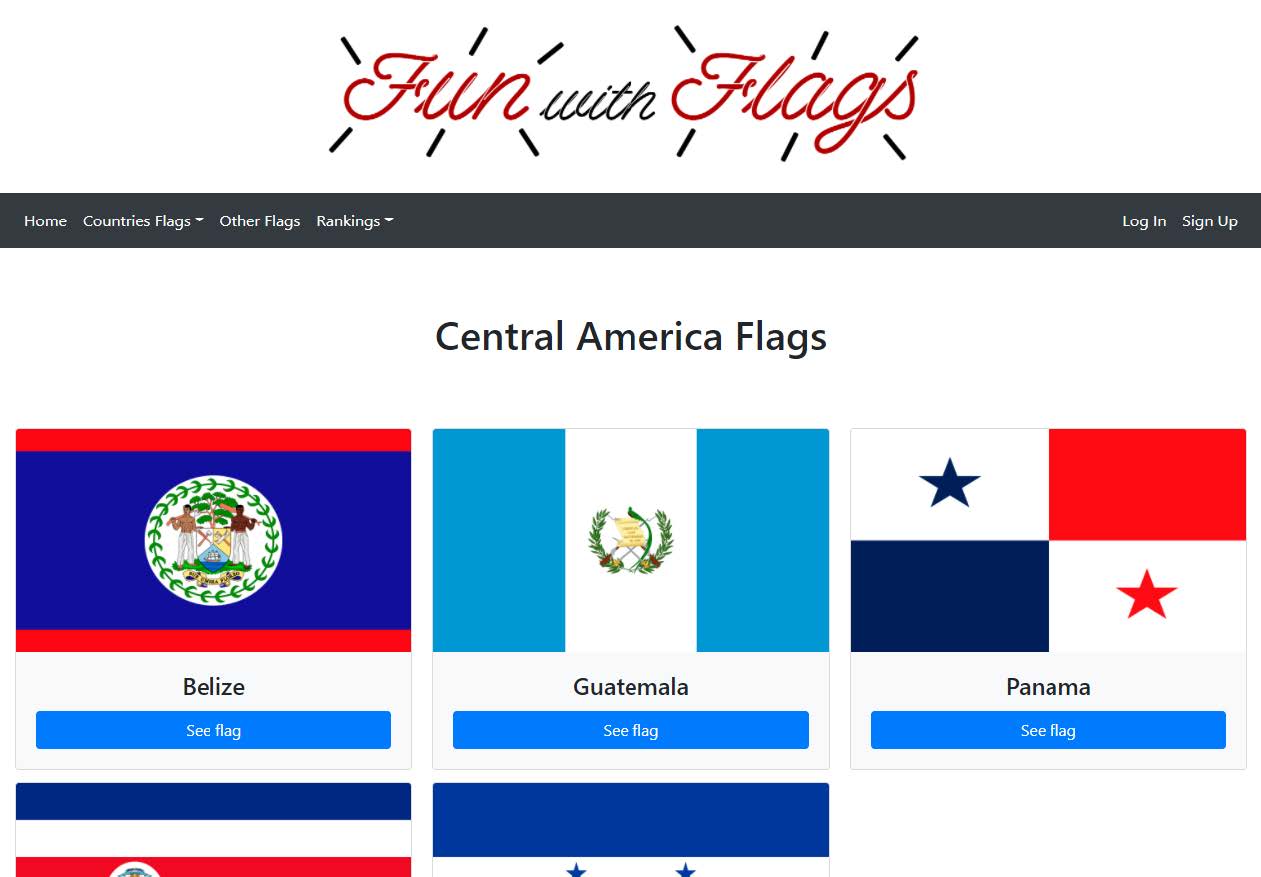 Fun with Flags
Home Countries Flags Other Flags Rankings Log In Sign Up
Central America Flags
Belize Guatemala Panama
See flag See flag See flag